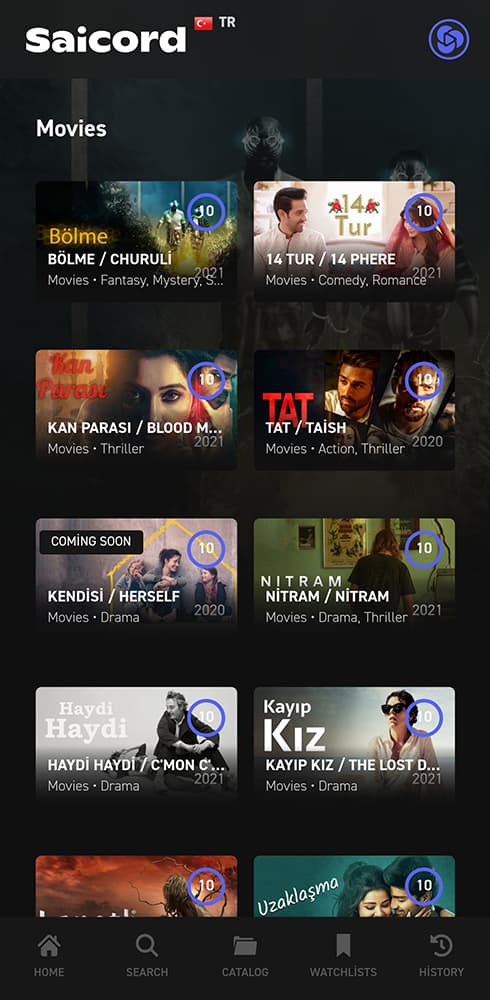 Saicord TR
Movies
10
Bölme
BÖLME / CHURULİ
2021
Movies • Fantasy, Mystery, S...
14
Tur
10
14 TUR / 14 PHERE
2021
Movies • Comedy, Romance
Kan
Parası
10
KAN PARASI / BLOOD M...
2021
Movies • Thriller
10
TAT
TAT / TAİSH
2020
Movies • Action, Thriller
COMİNG SOON
10
KENDİSİ / HERSELF
2020
Movies • Drama
10
NITRAM
NİTRAM / NİTRAM
2021
Movies • Drama, Thriller
Haydi
Haydi
10
HAYDİ HAYDİ / C'MON C'...
2021
Movies • Drama
Kayıp
Kız
10
KAYIP KIZ / THE LOST D...
2021
Movies • Drama
10
Uzaklaşma
10
HOME
SEARCH
CATALOG
WATCHLİSTS
HİSTORY